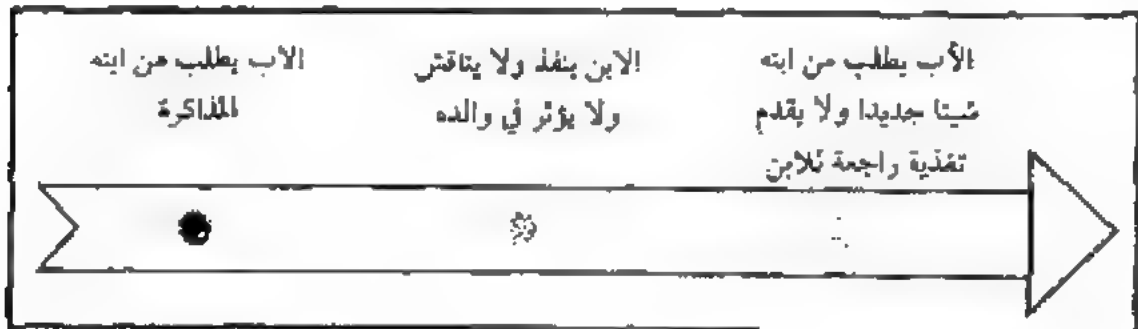 الأب يطلب من ابنه
المذاكرة
الابن ينفذ ولا يناقش
ولا يؤثر في والده
الأب يطلب من ابنه
شيئا جديدا ولا يقدم
تغذية راجعة للابن